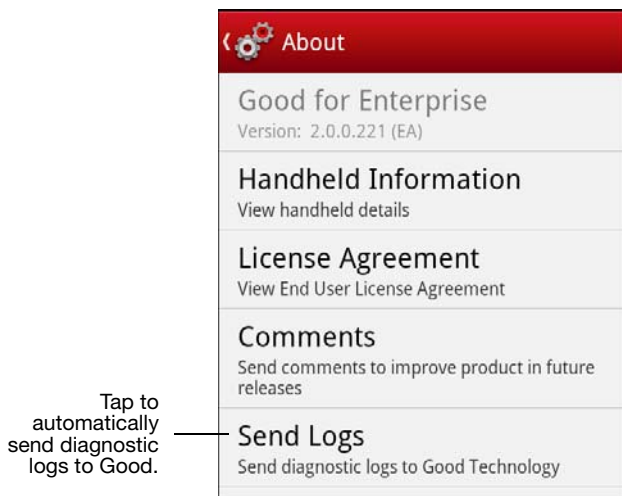 About
Good for Enterprise
Version: 2.0.0.221 (EA)
Handheld Information
View handheld details
License Agreement
View End User License Agreement
Comments
Send comments to improve product in future
releases
Tap to
automatically
send diagnostic
logs to Good.
Send Logs
Send diagnostic logs to Good Technology